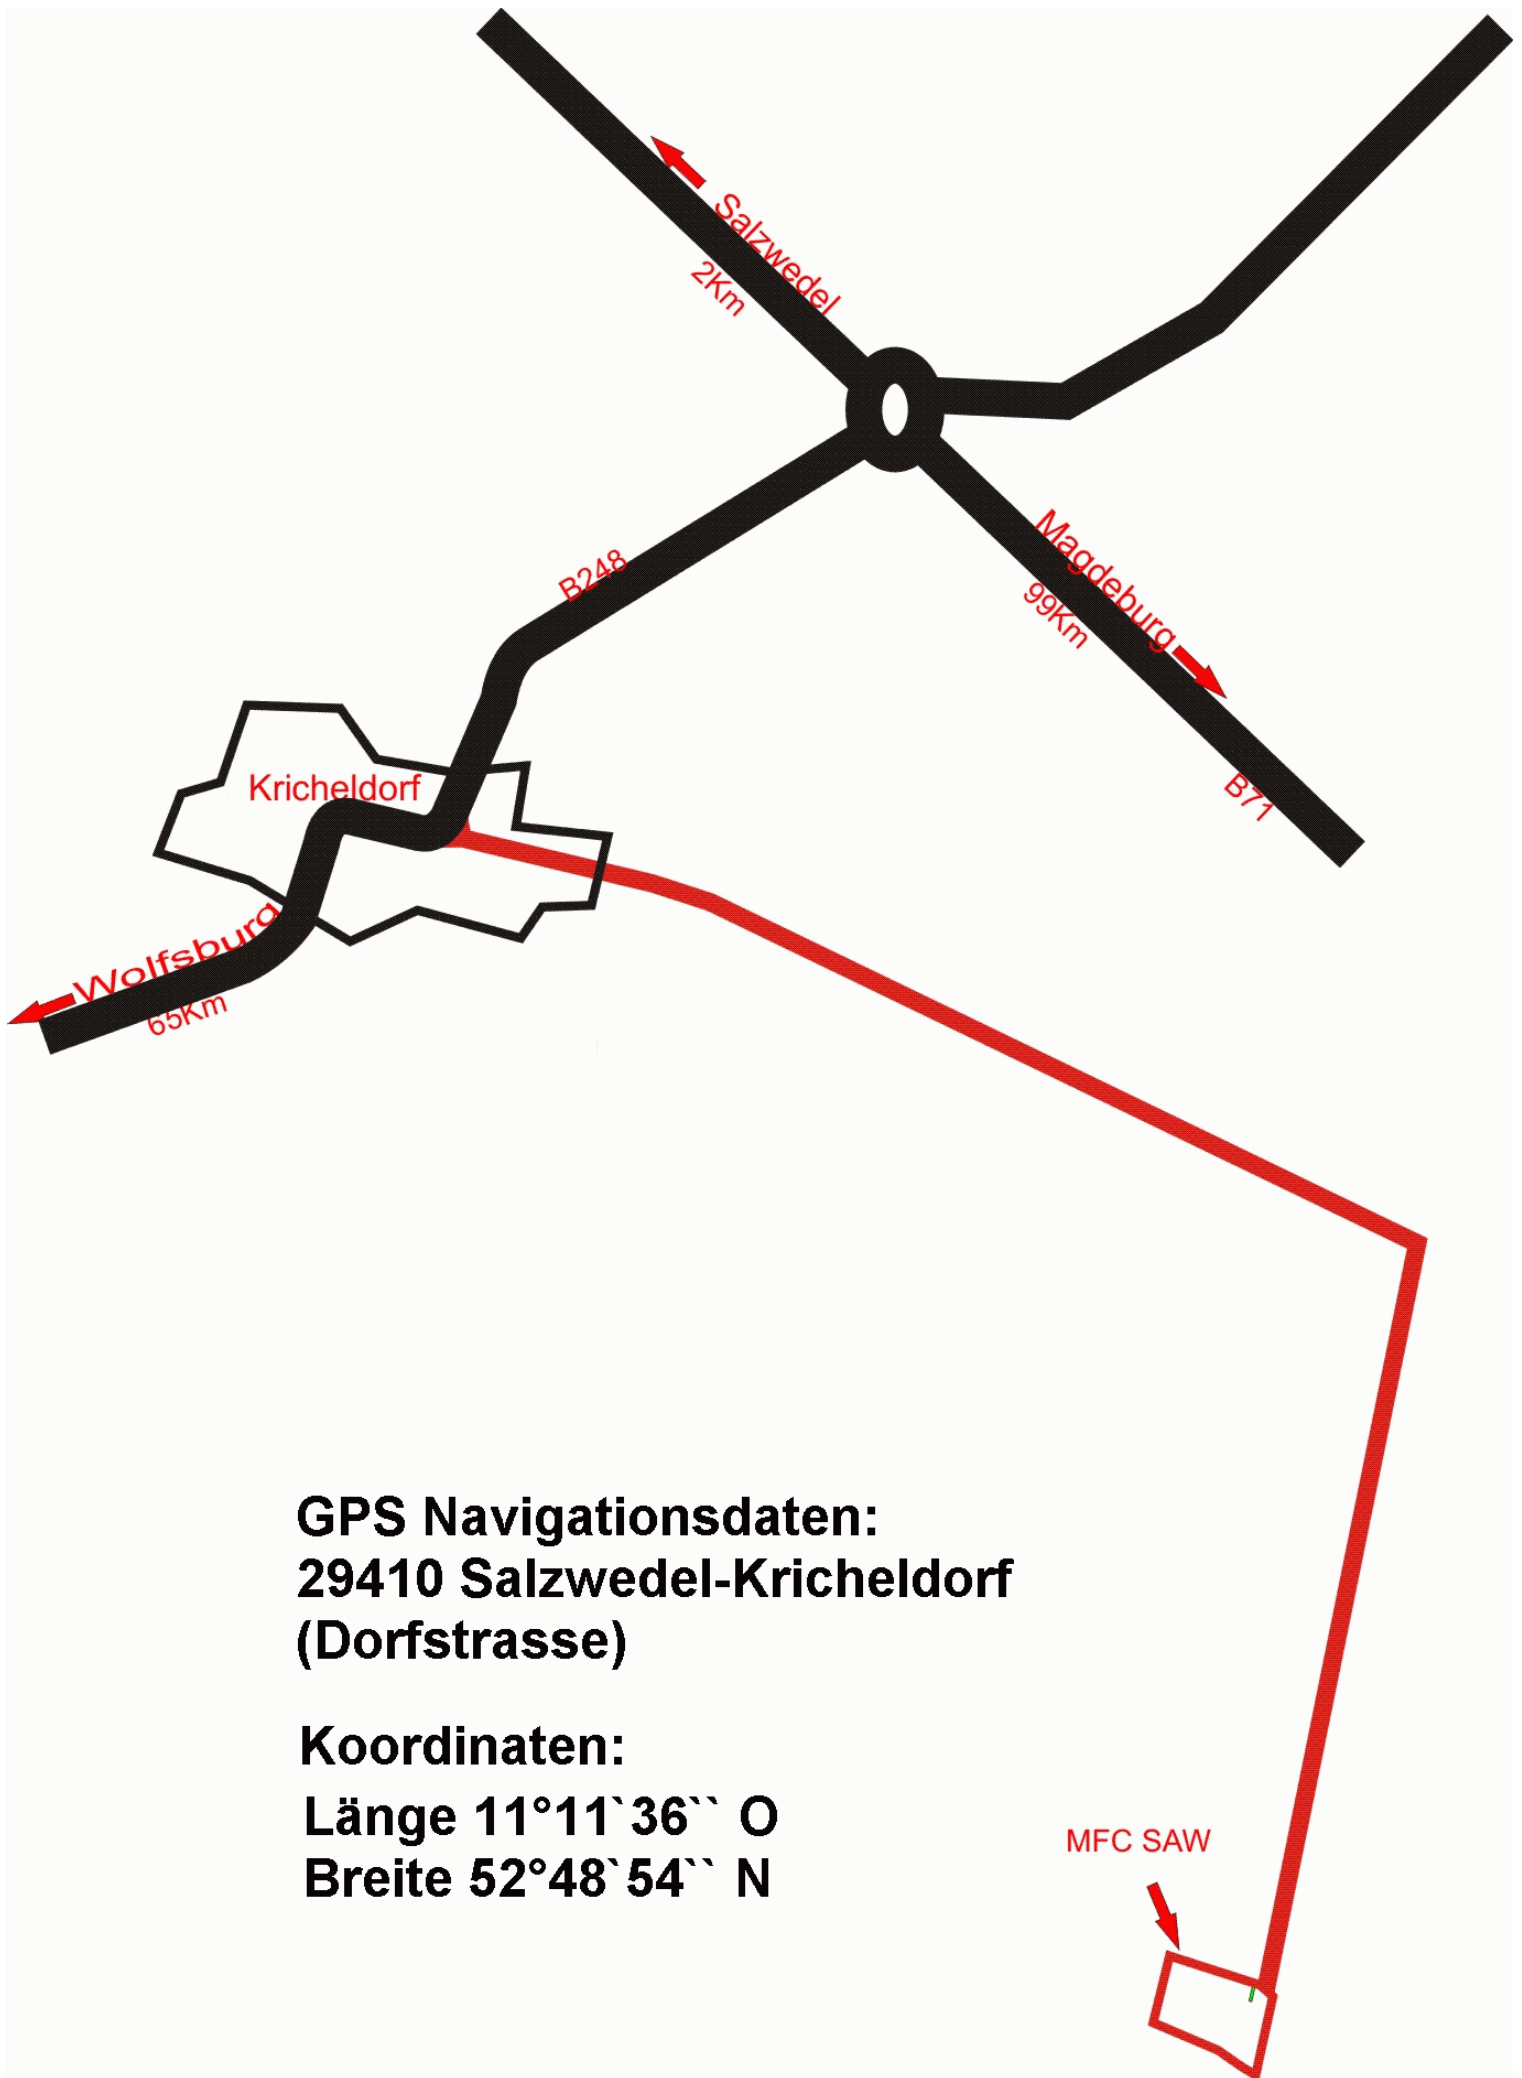 Salzwedel
2Km
Magdeburg
99Km
B248
B71
Kricheldorf
Wolfsburg
65Km
GPS Navigationsdaten:
29410 Salzwedel-Kricheldorf
(Dorfstrasse)
Koordinaten:
Länge 11°11`36`` O
Breite 52°48`54`` N
MFC SAW